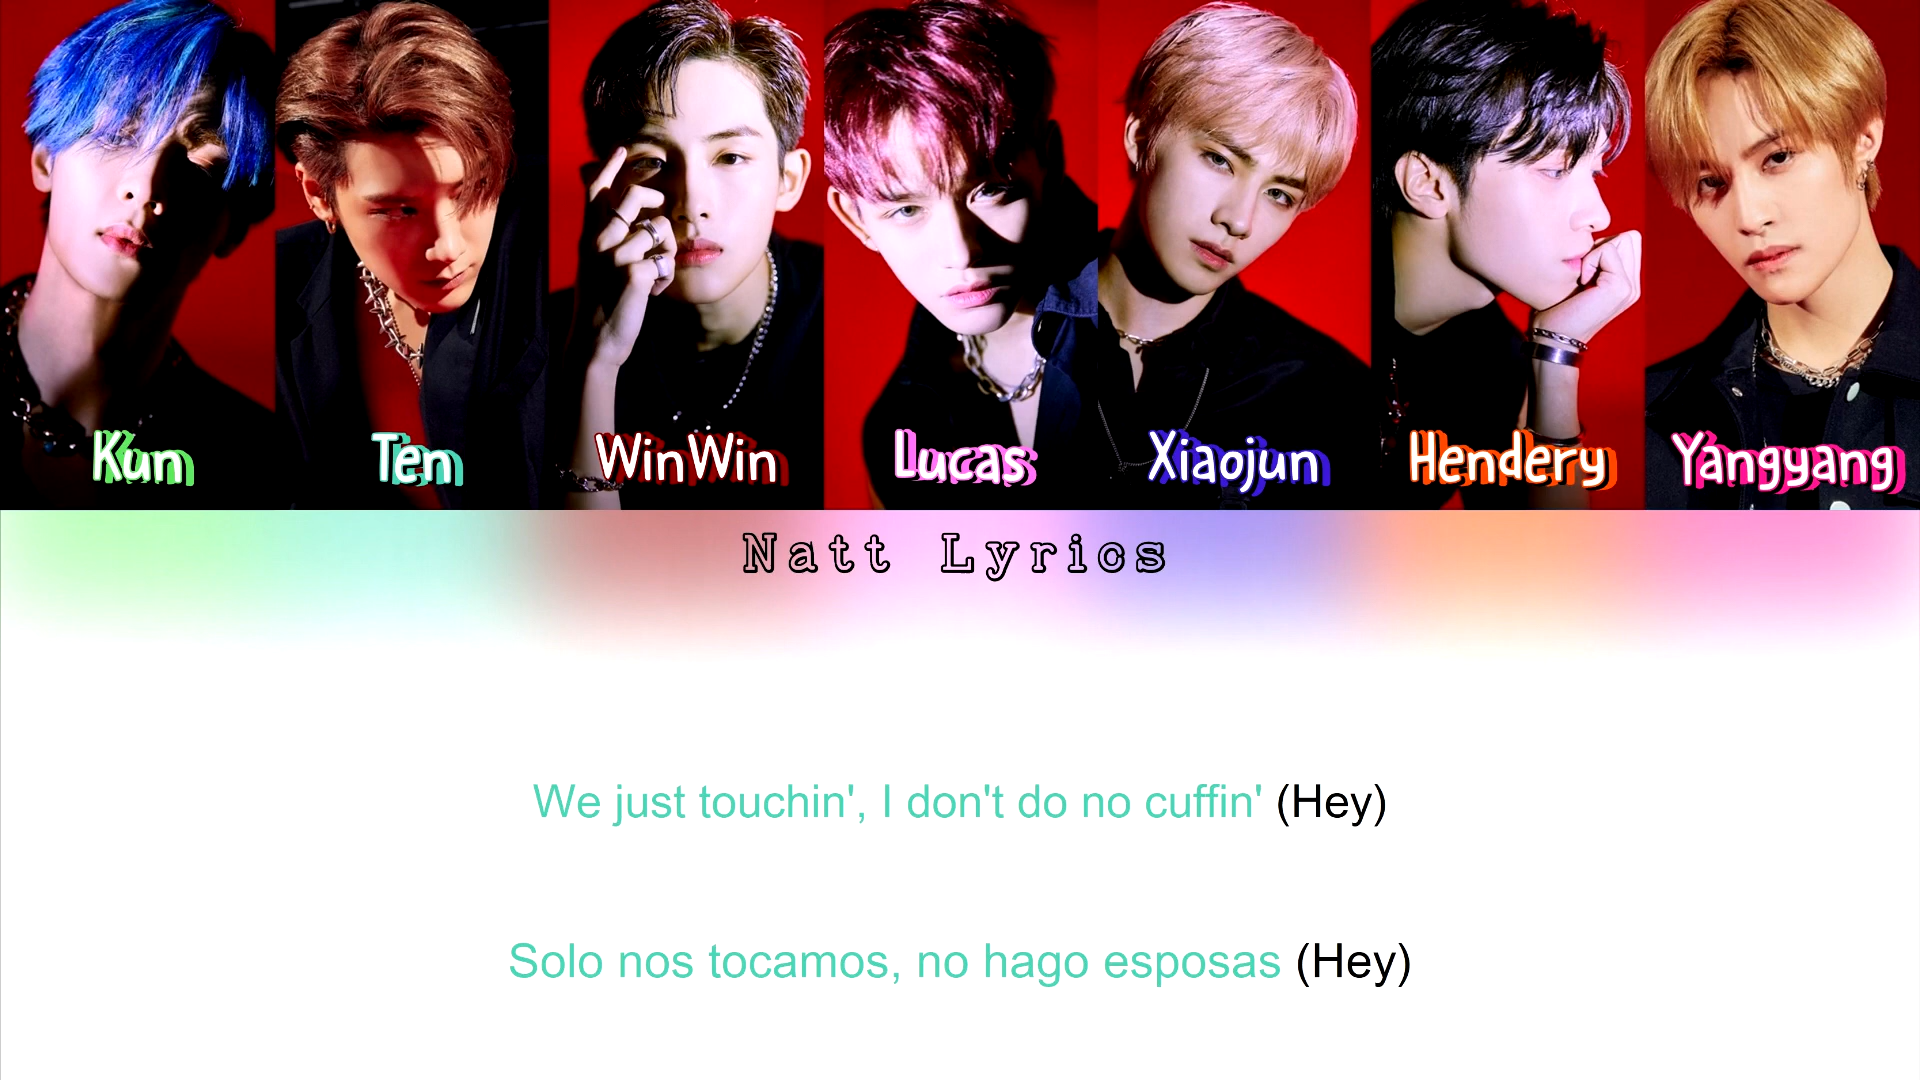 Kun Ten WinWin Lucas Xiaojun Hendery Yangyang
Natt Lyrics
We just touchin', I don't do no cuffin' (Hey)
Solo nos tocamos, no hago esposas (Hey)